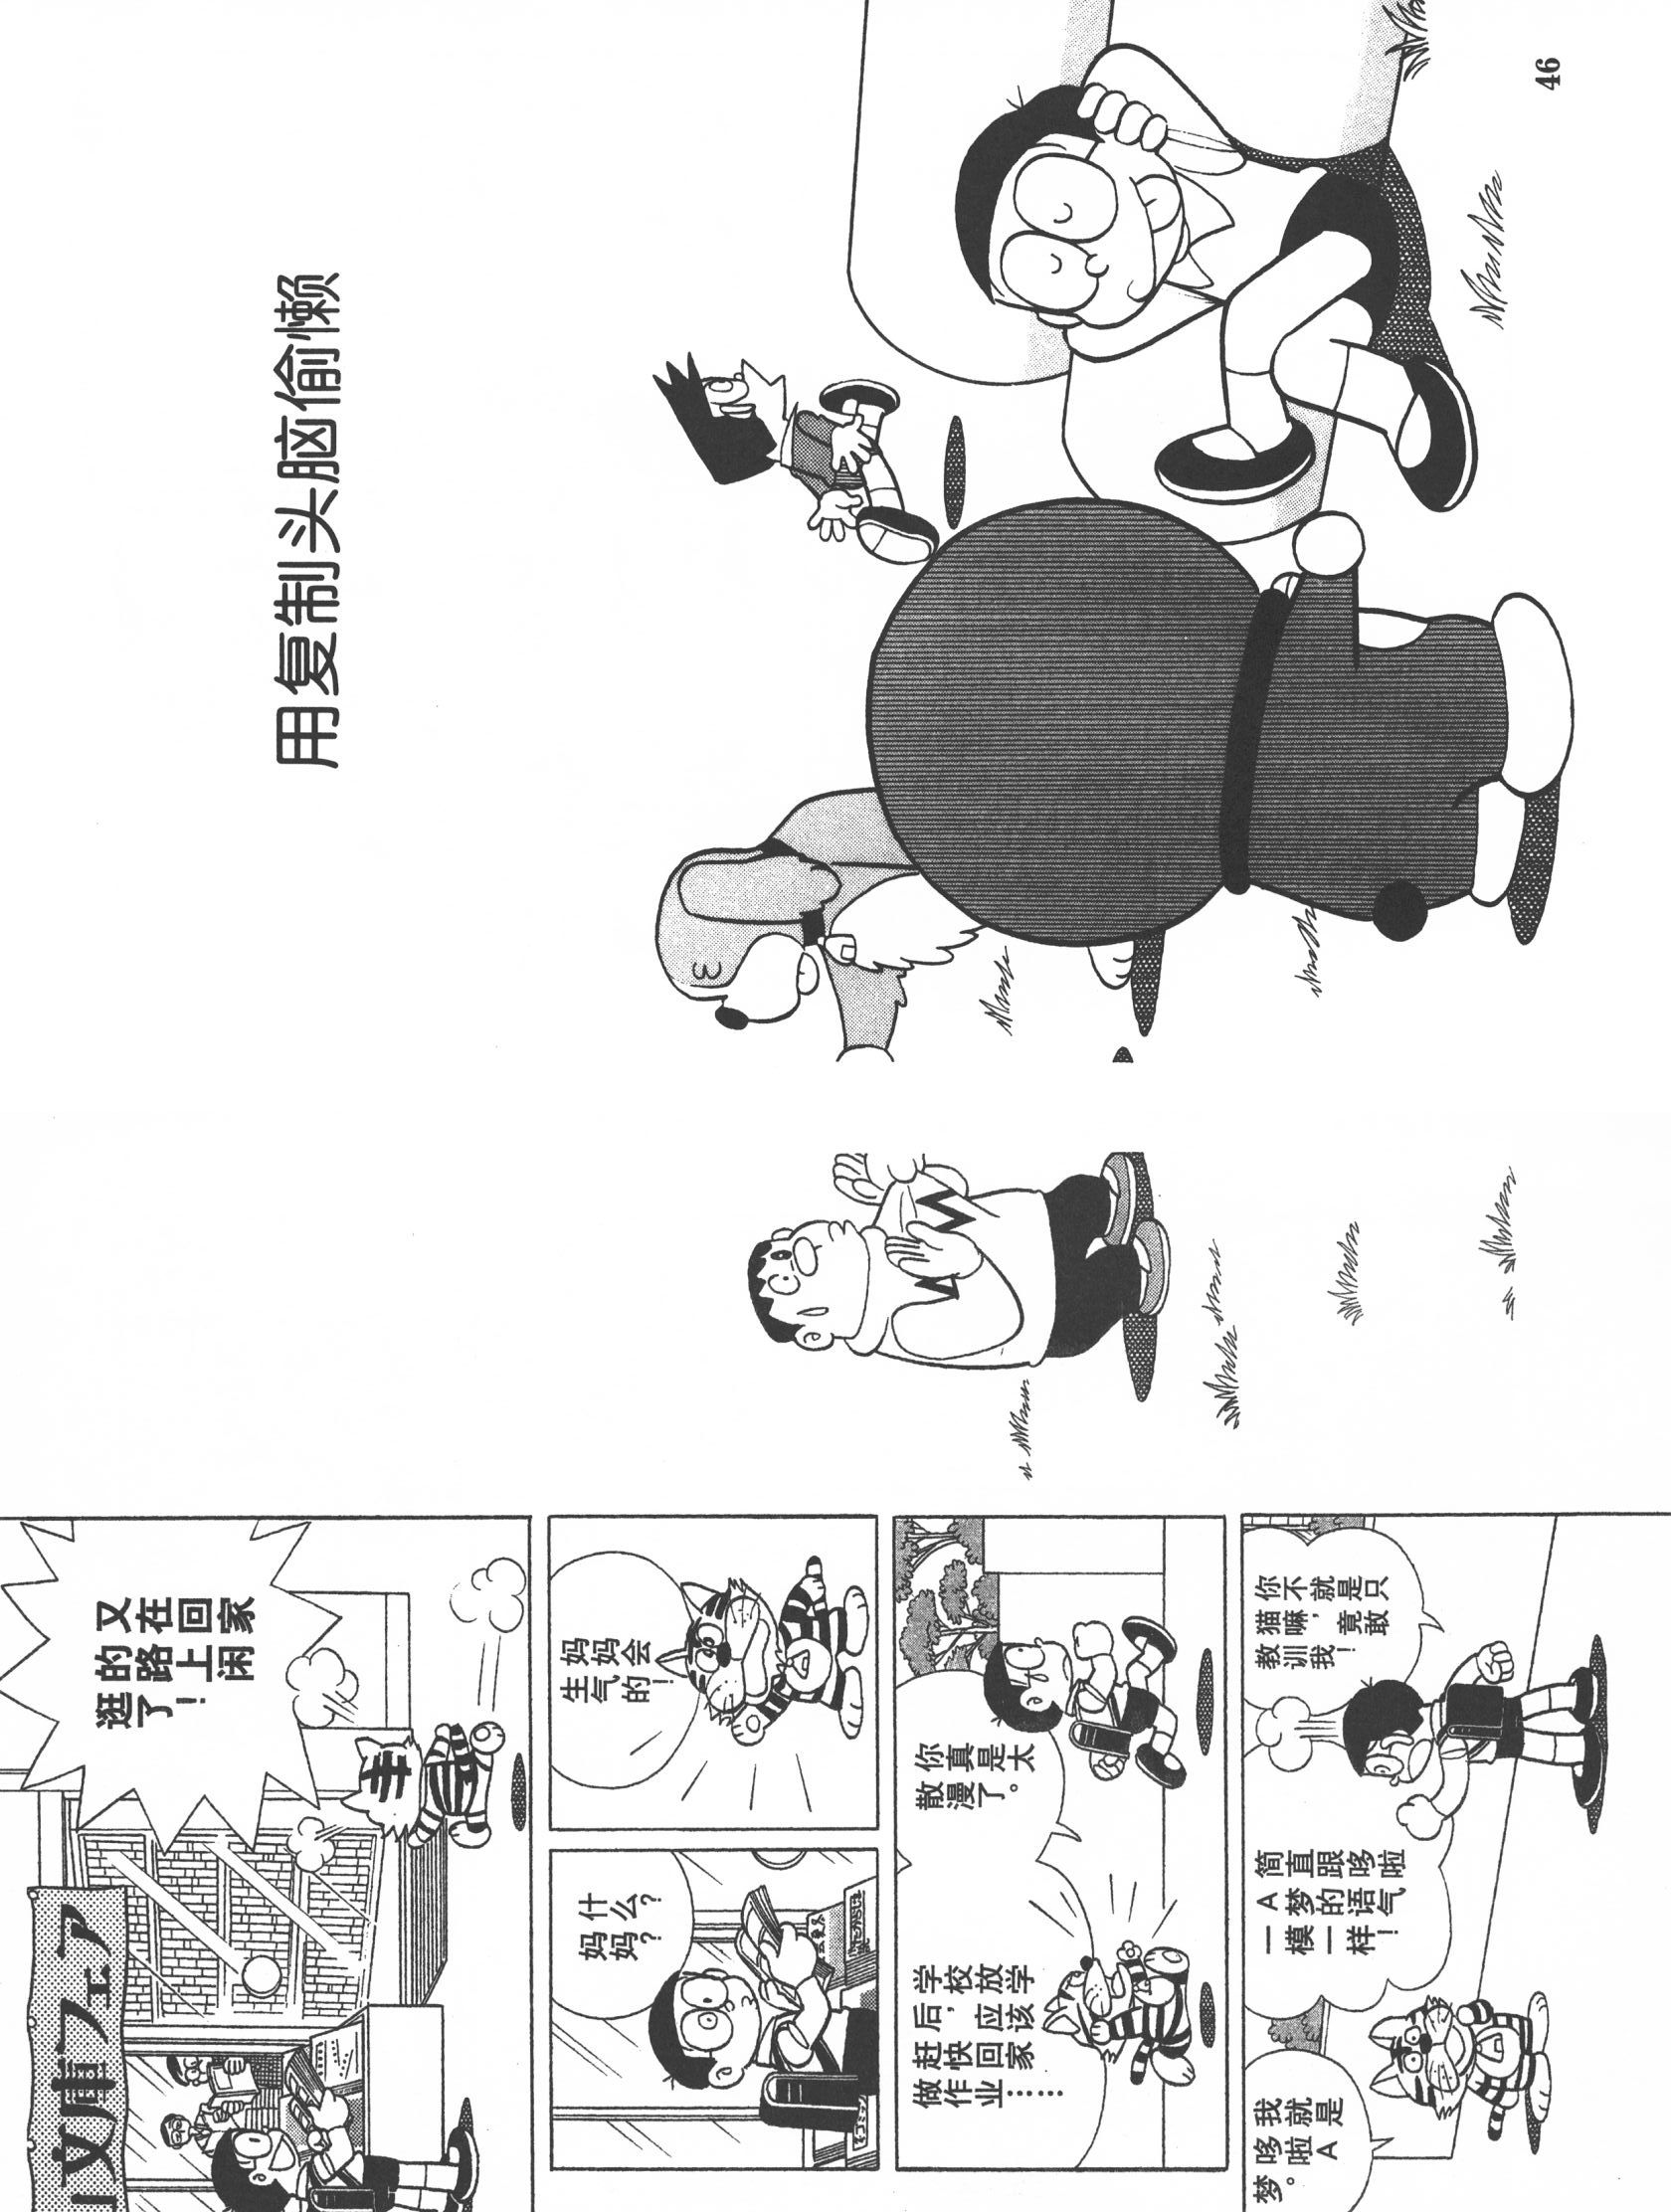 用复制头脑偷懒
46
又在回家
的路上闲
逛了！
文庫フェア
妈妈会
生气的！
什么？
妈妈？
你真是太
散漫了。
学校放学
后，应该
赶快回家
做作业……
你不就是只
猫嘛，竟敢
教训我！
简直跟哆啦
A梦的语气
一模一样！
我就是
哆啦A
梦。